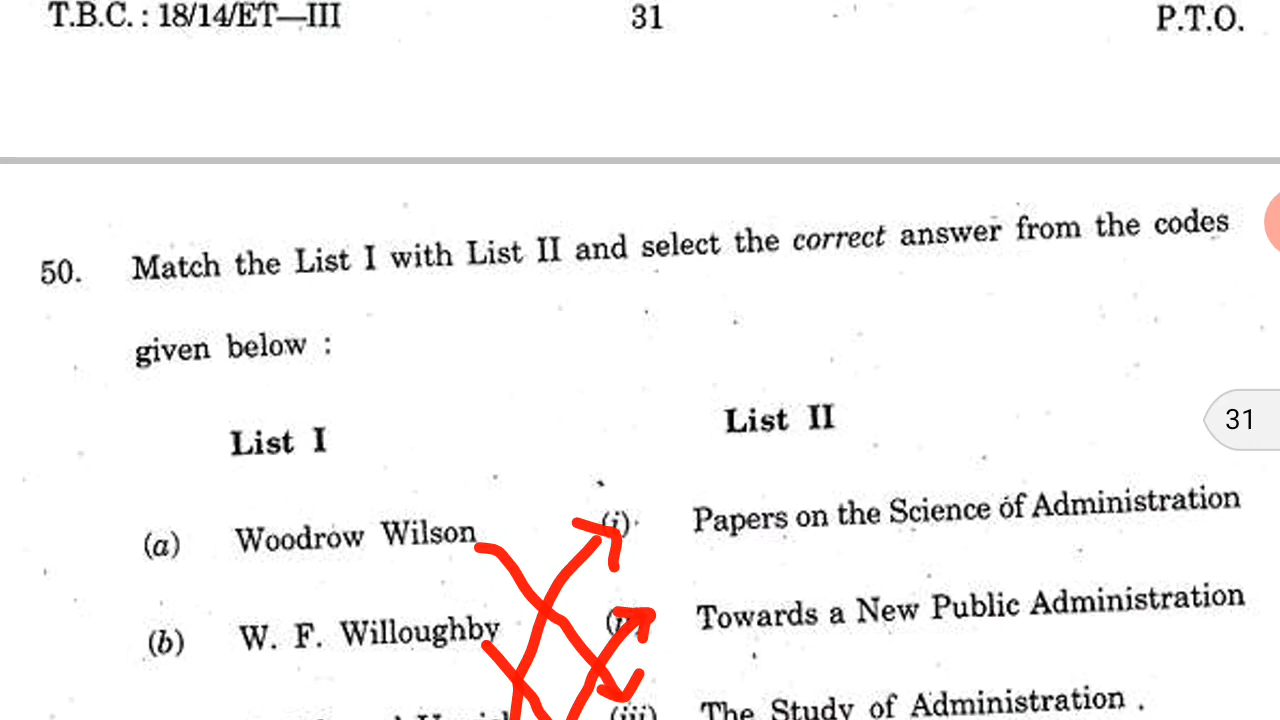 T.B.C. : 18/14/ET—III 31 P.T.O.
50. Match the List I with List II and select the correct answer from the codes
given below :
31
List I List II
(a) Woodrow Wilson (i) Papers on the Science of Administration
(b) W. F. Willoughby Towards a New Public Administration
(iii) The Study of Administration .